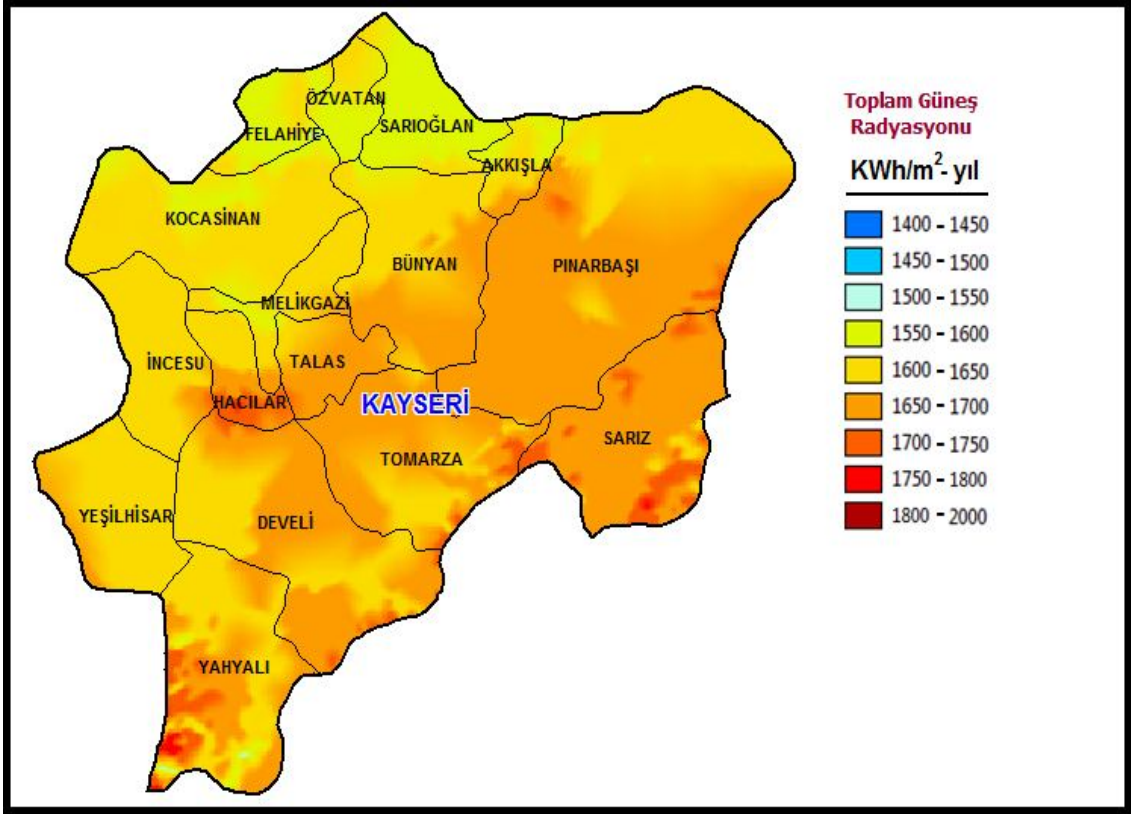 ÖZVATAN
SARIOĞLAN
FELAHİYE
AKKIŞLA
KOCASİNAN
BÜNYAN
PINARBAŞI
MELİKGAZİ
İNCESU
TALAS
HACILAR
KAYSERİ
SARIZ
TOMARZA
YEŞİLHİSAR
DEVELİ
YAHYALI
Toplam Güneş
Radyasyonu
KWh/m²- yıl
1400 - 1450
1450 - 1500
1500 - 1550
1550 - 1600
1600 - 1650
1650 - 1700
1700 - 1750
1750 - 1800
1800 - 2000